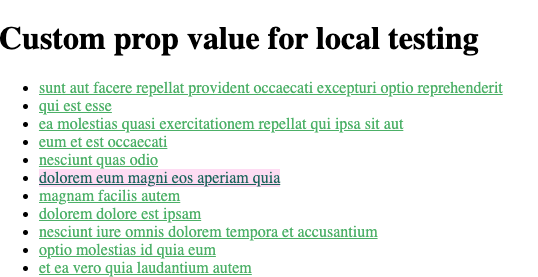 Custom prop value for local testing
sunt aut facere repellat provident occaecati excepturi optio reprehenderit
qui est esse
ea molestias quasi exercitationem repellat qui ipsa sit aut
eum et est occaecati
nesciunt quas odio
dolorem eum magni eos aperiam quia
magnam facilis autem
dolorem dolore est ipsam
nesciunt iure omnis dolorem tempora et accusantium
optio molestias id quia eum
et ea vero quia laudantium autem